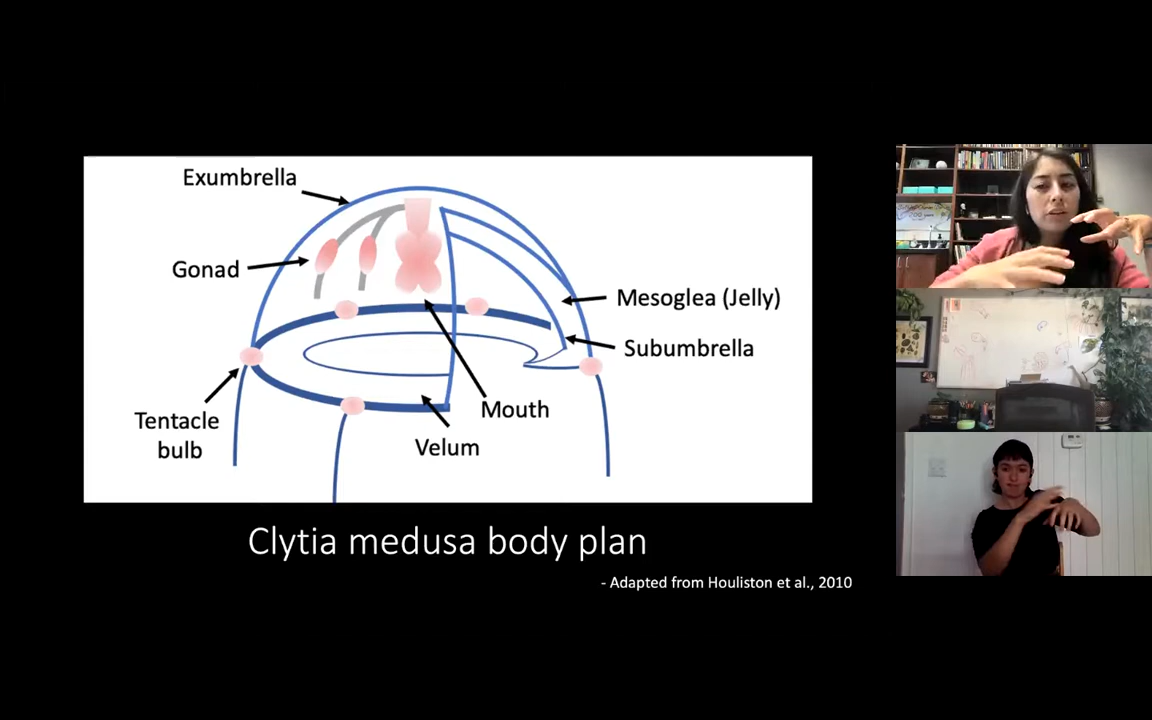 Exumbrella
Gonad
Mesoglea (Jelly)
Subumbrella
Tentacle
bulb
Mouth
Velum
Clytia medusa body plan
- Adapted from Houliston et al., 2010